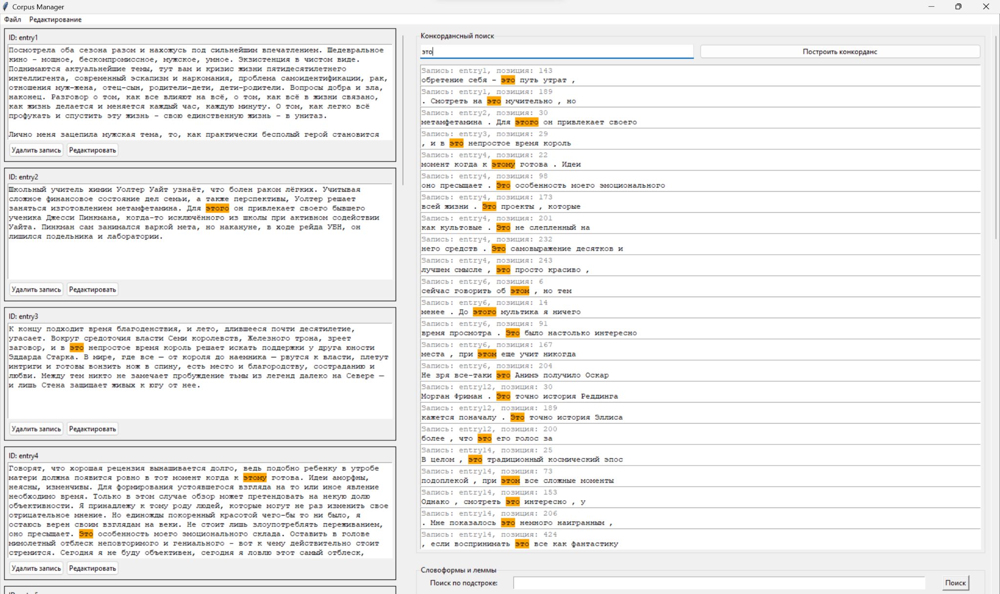 Corpus Manager
Файл Редактирование
ID: entry1
Посмотрела оба сезона разом и нахожусь под сильнейшим впечатлением. Шедевральное
кино - мощное, бескомпромиссное, мужское, умное. Экзистенция в чистом виде.
Поднимаются актуальнейшие темы, тут вам и кризис жизни пятидесятилетнего
интеллигента, современный эскапизм и наркомания, проблема самоидентификации, рак,
отношения муж-жена, отец-сын, родители-дети, дети-родители. Вопросы добра и зла,
наконец. Разговор о том, как все влияют на всё, о том, как всё в жизни связано,
как жизнь делается и меняется каждый час, каждую минуту. О том, как легко всё
профукать и спустить эту жизнь - свою единственную жизнь - в унитаз.
Лично меня зацепила мужская тема, то, как практически бесполый герой становится
Удалить запись Редактировать
ID: entry2
Школьный учитель химии Уолтер Уайт узнаёт, что болен раком лёгких. Учитывая
сложное финансовое состояние дел семьи, а также перспективы, Уолтер решает
заняться изготовлением метамфетамина. Для этого он привлекает своего бывшего
ученика Джесси Пинкмана, когда-то исключённого из школы при активном содействии
Уайта. Пинкман сам занимался варкой мета, но накануне, в ходе рейда УБН, он
лишился подельника и лаборатории.
Удалить запись Редактировать
ID: entry3
К концу подходит время благоденствия, и лето, длившееся почти десятилетие,
угасает. Вокруг средоточия власти Семи королевств, Железного трона, зреет
заговор, и в это непростое время король решает искать поддержки у друга юности
Эддарда Старка. В мире, где все — от короля до наемника — рвутся к власти, плетут
интриги и готовы вонзить нож в спину, есть место и благородству, состраданию и
любви. Между тем никто не замечает пробуждение тьмы из легенд далеко на Севере —
и лишь Стена защищает живых к югу от нее.
Удалить запись Редактировать
ID: entry4
Говорят, что хорошая рецензия вынашивается долго, ведь подобно ребенку в утробе
матери должна появится ровно в тот момент когда к этому готова. Идеи аморфны,
неясны, изменчивы. Для формирования устоявшегося взгляда на то или иное явление
необходимо время. Только в этом случае обзор может претендовать на некую долю
объективности. Я принадлежу к тому роду людей, которые могут не раз изменить свое
отрицательное мнение. Но единожды покоренный красотой чего-бы то ни было, я
остаюсь верен своим взглядам на веки. Не стоит лишь злоупотреблять переживанием,
оно пресыщает. Это особенность моего эмоционального склада. Оставить в голове
мимолетный отблеск неповторимого и гениального - вот к чему действительно стоит
стремится. Сегодня я не буду объективен, сегодня я ловлю этот самый отблеск,
Удалить запись Редактировать
Конкордансный поиск
это
Построить конкорданс
Запись: entry1, позиция: 143
обретение себя - это путь утрат ,
Запись: entry1, позиция: 189
. Смотреть на это мучительно , но
Запись: entry2, позиция: 30
метамфетамина . Для этого он привлекает своего
Запись: entry3, позиция: 29
, и в это непростое время король
Запись: entry4, позиция: 22
момент когда к этому готова . Идеи
Запись: entry4, позиция: 98
оно пресыщает . Это особенность моего эмоционального
Запись: entry4, позиция: 173
всей жизни . Это проекты , которые
Запись: entry4, позиция: 201
как культовые . Это не слепленный на
Запись: entry4, позиция: 232
него средств . Это самовыражение десятков и
Запись: entry4, позиция: 243
лучшем смысле , это просто красиво ,
Запись: entry6, позиция: 6
сейчас говорить об этом , но тем
Запись: entry6, позиция: 14
менее . До этого мультика я ничего
Запись: entry6, позиция: 91
время просмотра . Это было настолько интересно
Запись: entry6, позиция: 167
места , при этом еще учит никогда
Запись: entry6, позиция: 204
Не зря все-таки это Анимэ получило Оскар
Запись: entry12, позиция: 30
Морган Фриман . Это точно история Реддинга
Запись: entry12, позиция: 189
кажется поначалу . Это точно история Эллиса
Запись: entry12, позиция: 200
более , что это его голос за
Запись: entry14, позиция: 25
В целом , это традиционный космический эпос
Запись: entry14, позиция: 73
подоплекой , при этом все сложные моменты
Запись: entry14, позиция: 153
Однако , смотреть это интересно , у
Запись: entry14, позиция: 206
. Мне показалось это немного наигранным ,
Запись: entry14, позиция: 424
, если воспринимать это все как фантастику
Словоформы и леммы
Поиск по подстроке:
Поиск